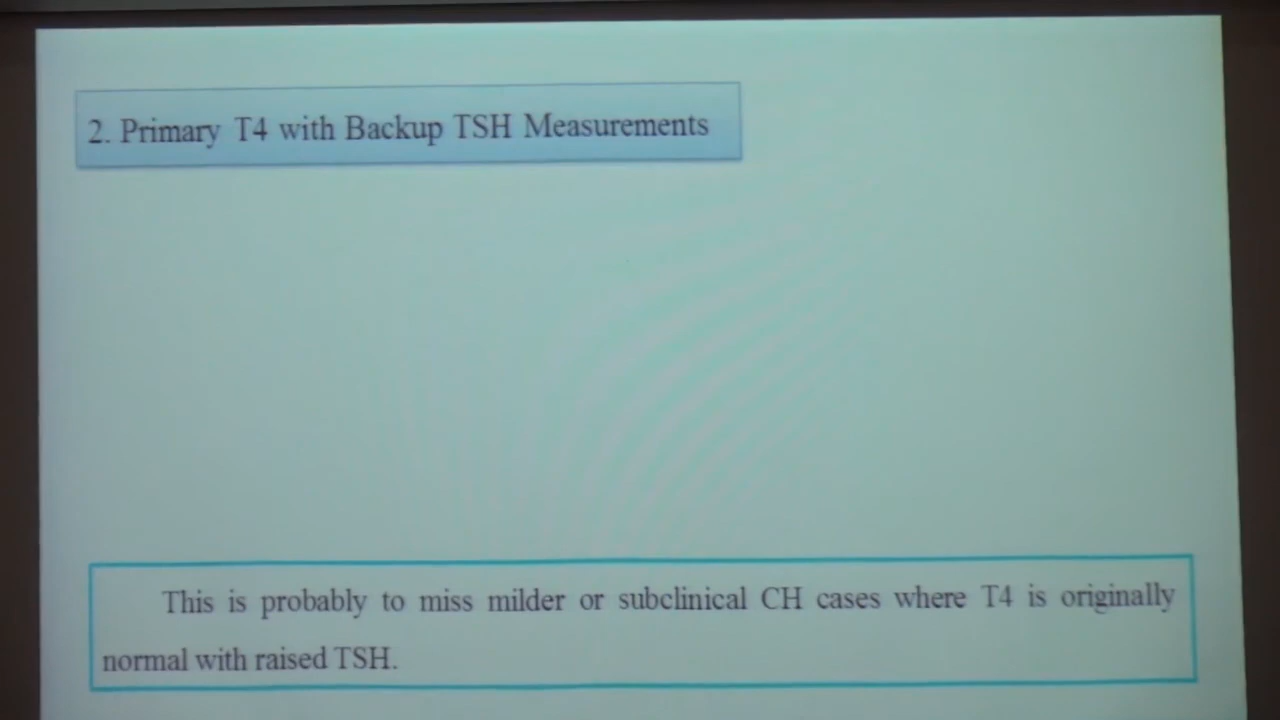 2. Primary T4 with Backup TSH Measurements
This is probably to miss milder or subclinical CH cases where T4 is originally
normal with raised TSH.